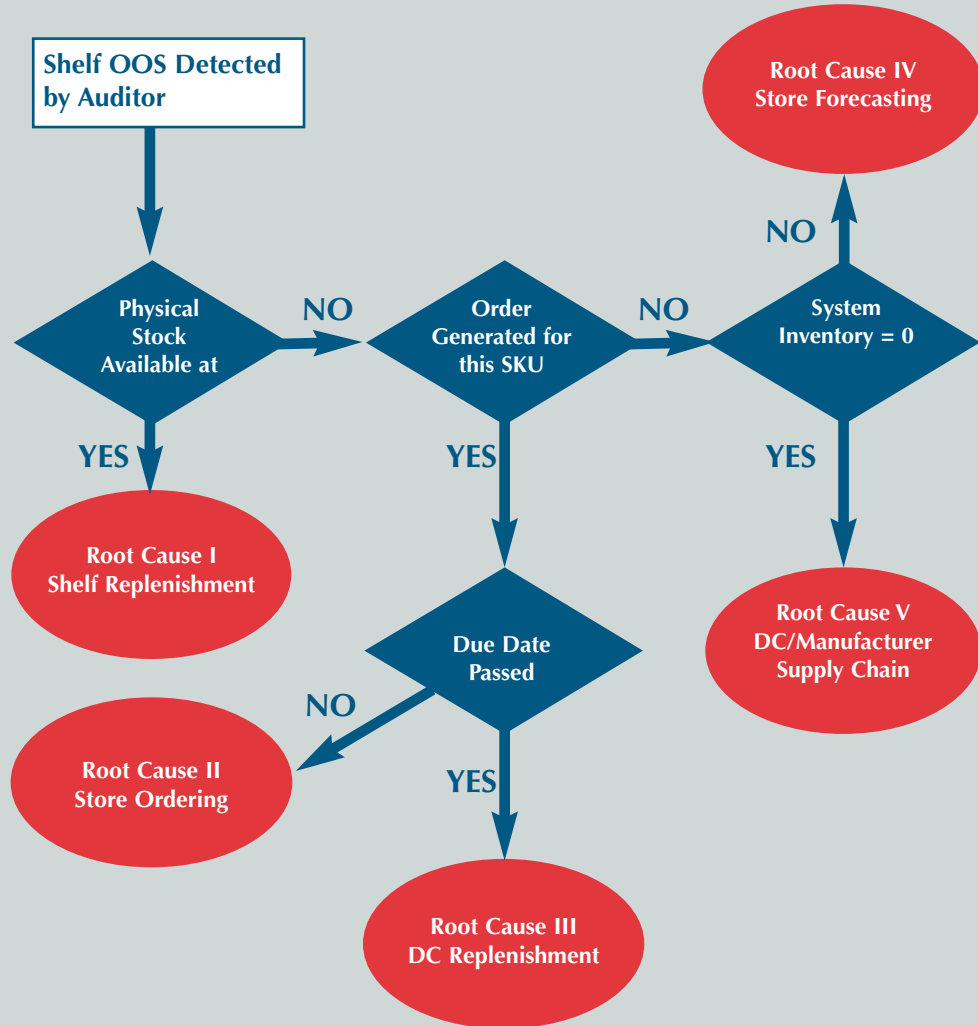 Shelf OOS Detected
by Auditor
Root Cause IV
Store Forecasting
NO
Physical
Stock
Available at
NO
Order
Generated for
this SKU
NO
System
Inventory = 0
YES
YES
YES
Root Cause I
Shelf Replenishment
Due Date
Passed
Root Cause V
DC/Manufacturer
Supply Chain
NO
Root Cause II
Store Ordering
YES
Root Cause III
DC Replenishment